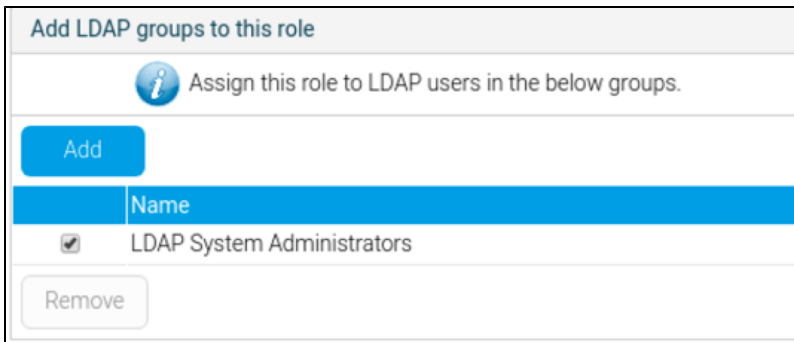 Add LDAP groups to this role
Assign this role to LDAP users in the below groups.
Add
Name
LDAP System Administrators
Remove